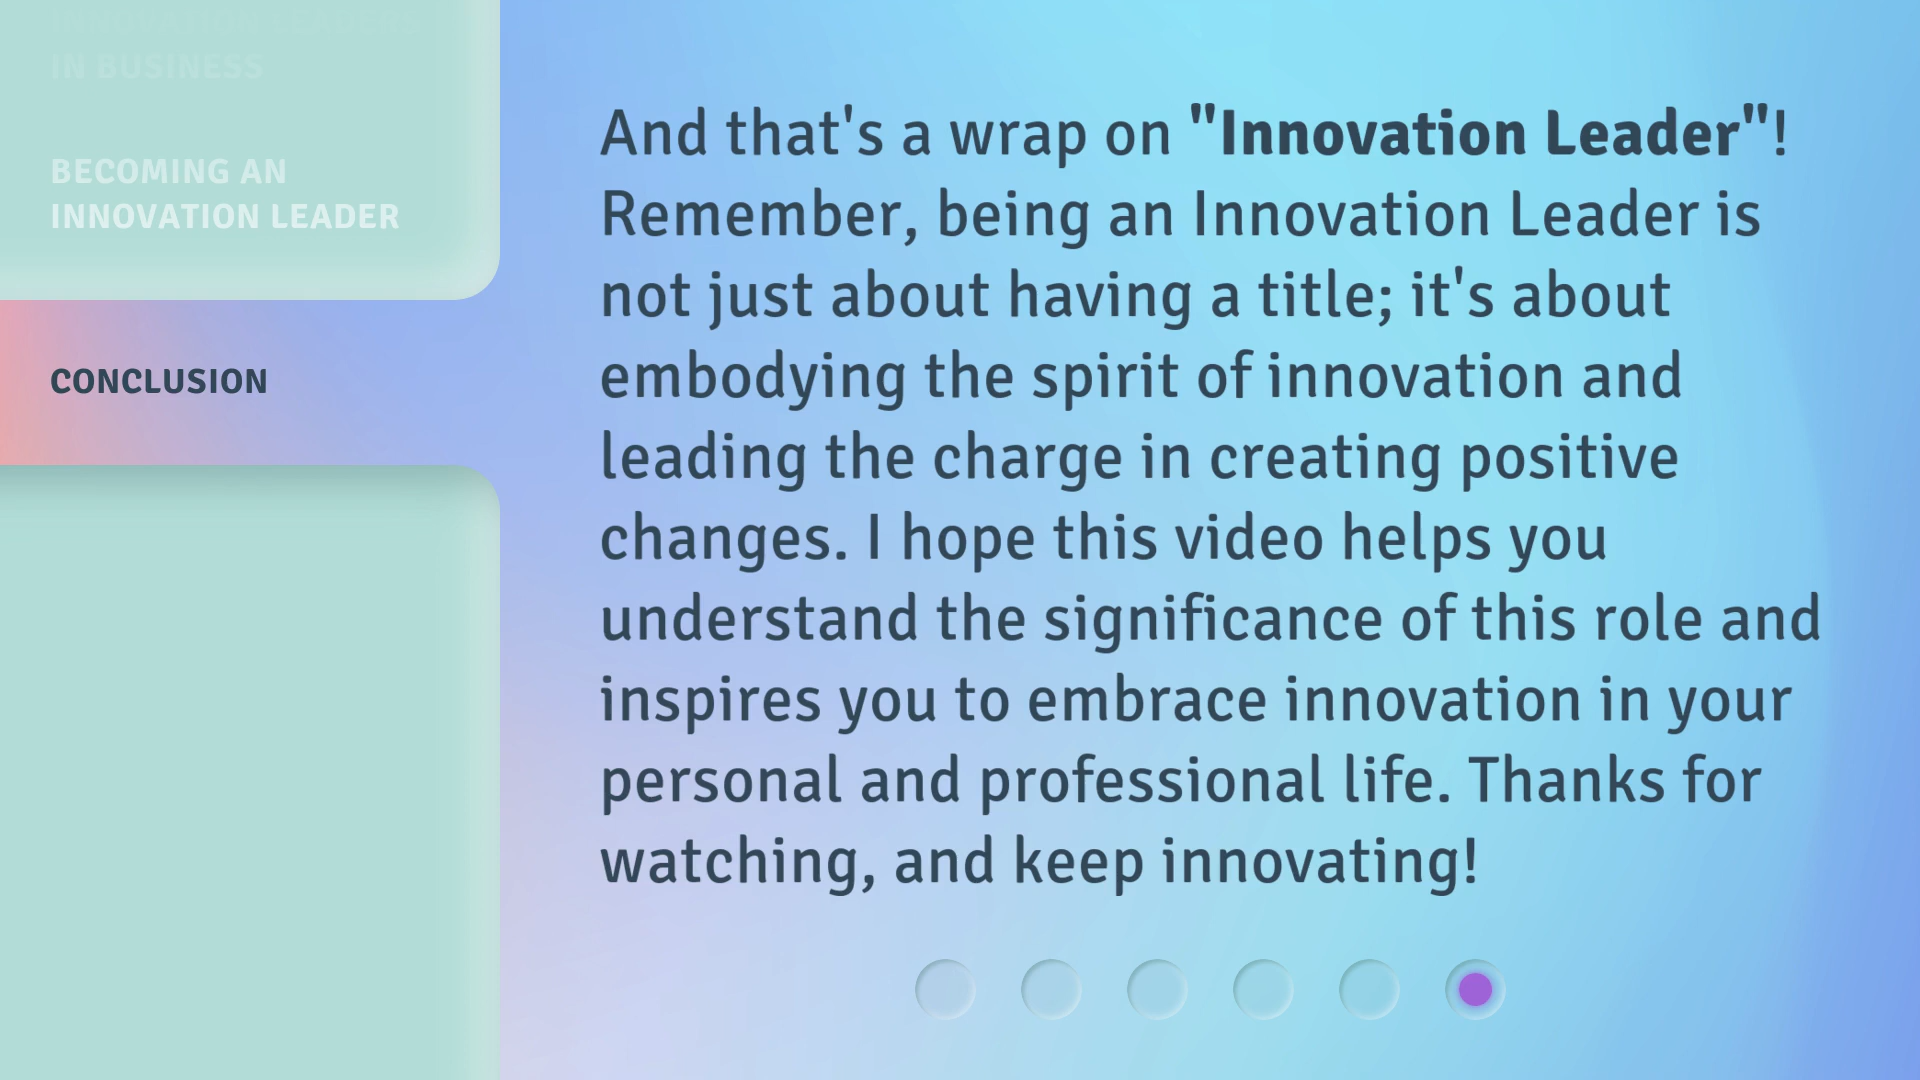 INNOVATION LEADERS
IN BUSINESS
BECOMING AN
INNOVATION LEADER
CONCLUSION
And that's a wrap on "Innovation Leader"!
Remember, being an Innovation Leader is
not just about having a title; it's about
embodying the spirit of innovation and
leading the charge in creating positive
changes. I hope this video helps you
understand the significance of this role and
inspires you to embrace innovation in your
personal and professional life. Thanks for
watching, and keep innovating!